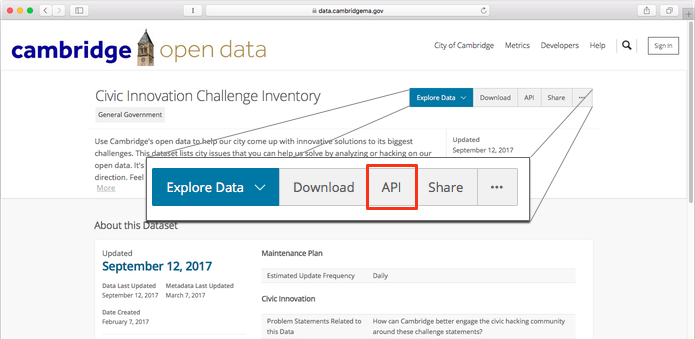 data.cambridgema.gov
cambridge open data
City of Cambridge Metrics Developers Help Sign In
Civic Innovation Challenge Inventory
Explore Data Download API Share ...
General Government
Use Cambridge's open data to help our city come up with innovative solutions to its biggest
challenges. This dataset lists city issues that you can help us solve by analyzing or hacking on our
open data. It's
direction. Feel
More
Updated
September 12, 2017
Explore Data Download API Share ...
About this Dataset
Updated
September 12, 2017
Data Last Updated Metadata Last Updated
September 12, 2017 March 7, 2017
Date Created
February 7, 2017
Maintenance Plan
Estimated Update Frequency Daily
Civic Innovation
Problem Statements Related to How can Cambridge better engage the civic hacking community
this Data around these challenge statements?